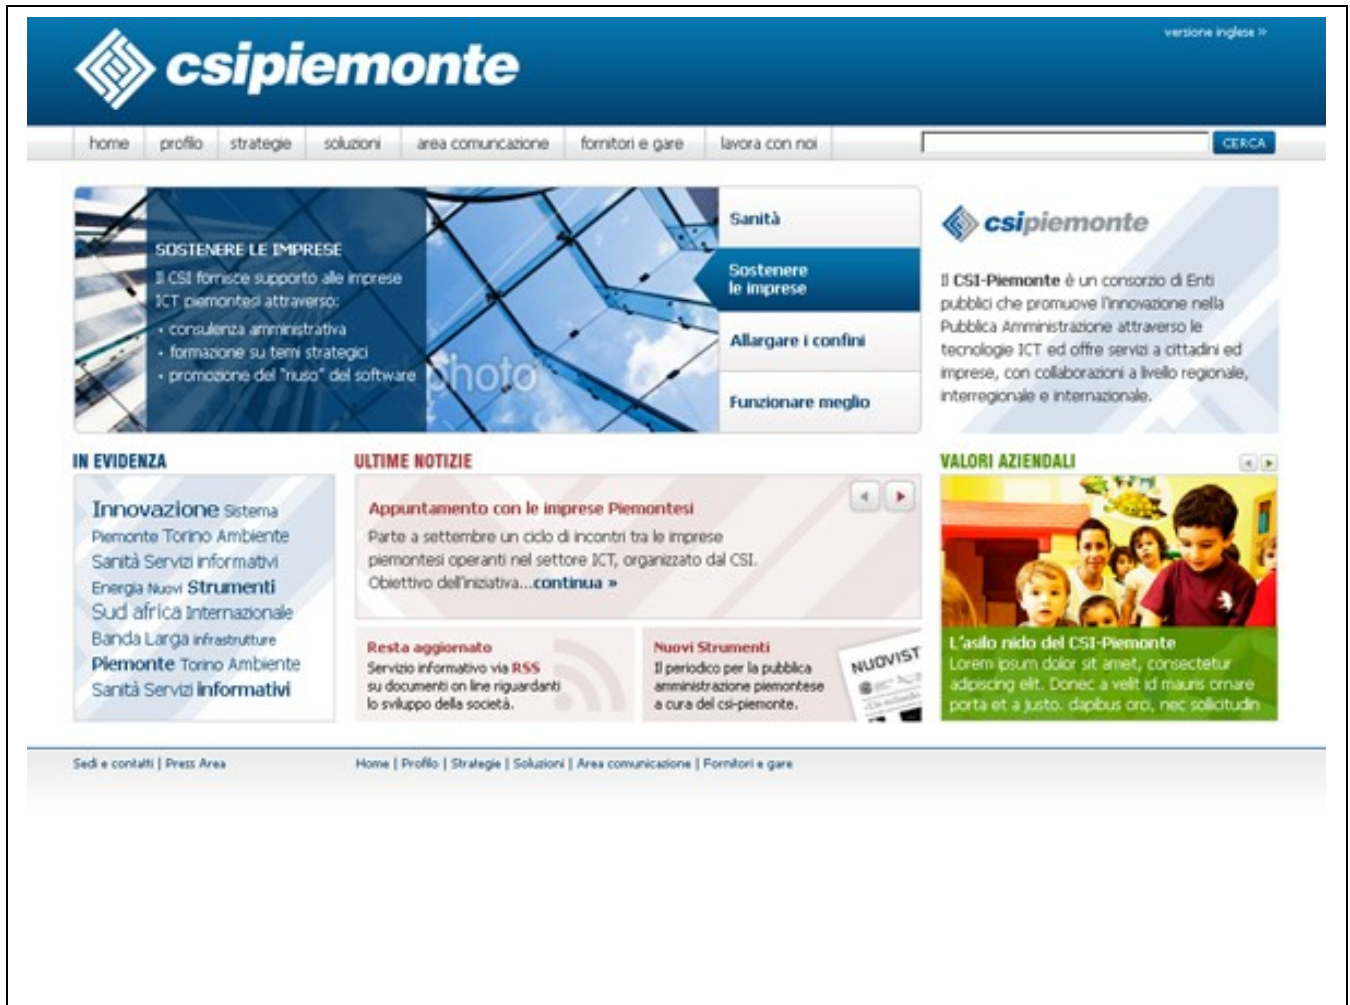 versione inglese »
csipiemonte
home profilo strategie soluzioni area comuncazione fornitori e gare lavora con noi CERCA
SOSTENERE LE IMPRESE
Il CSI fornisce supporto alle imprese
ICT piemontesi attraverso:
• consulenza amministrativa
• formazione su temi strategici
• promozione del "riuso" del software
photo
Sanità
Sostenere
le imprese
Allargare i confini
Funzionare meglio
csipiemonte
Il CSI-Piemonte è un consorzio di Enti
pubblici che promuove l'innovazione nella
Pubblica Amministrazione attraverso le
tecnologie ICT ed offre servizi a cittadini ed
imprese, con collaborazioni a livello regionale,
interregionale e internazionale.
IN EVIDENZA
Innovazione Sistema
Piemonte Torino Ambiente
Sanità Servizi informativi
Energia Nuovi Strumenti
Sud africa Internazionale
Banda Larga infrastrutture
Piemonte Torino Ambiente
Sanità Servizi informativi
ULTIME NOTIZIE
Appuntamento con le imprese Piemontesi
Parte a settembre un ciclo di incontri tra le imprese
piemontesi operanti nel settore ICT, organizzato dal CSI.
Obiettivo dell'iniziativa...continua »
Resta aggiornato
Servizio informativo via RSS
su documenti on line riguardanti
lo sviluppo della società.
Nuovi Strumenti
Il periodico per la pubblica
amministrazione piemontese
a cura del csi-piemonte.
NUOVIST
VALORI AZIENDALI
L'asilo nido del CSI-Piemonte
Lorem ipsum dolor sit amet, consectetur
adipiscing elit. Donec a velit id mauris ornare
porta et a justo. dapibus orci, nec sollicitudin
Sedi e contatti | Press Area
Home | Profilo | Strategie | Soluzioni | Area comunicazione | Fornitori e gare